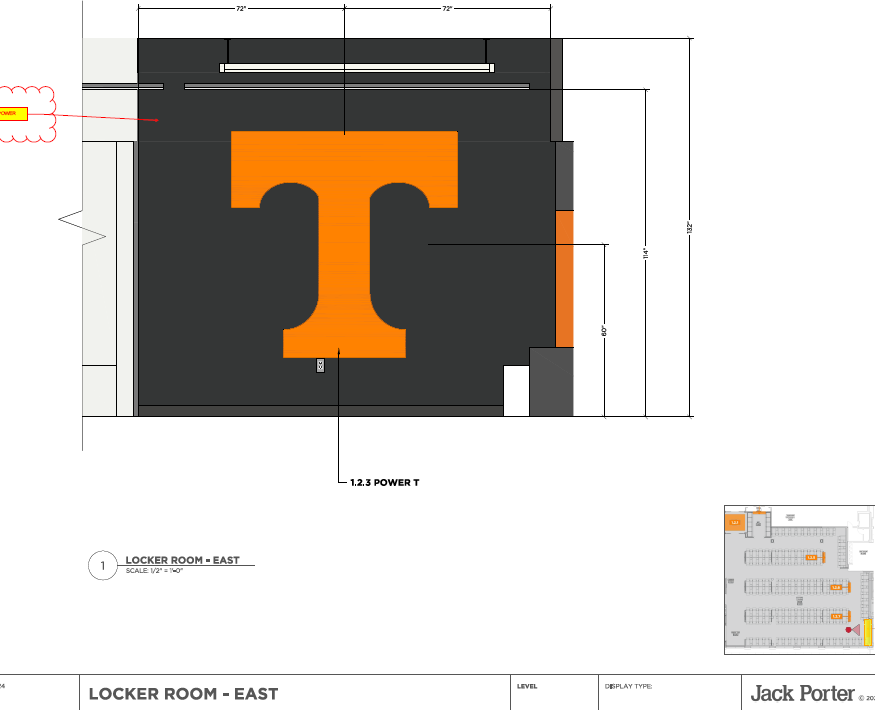 72"
72"
POWER
132"
114"
60"
1.2.3 POWER T
1
LOCKER ROOM - EAST
SCALE: 1/2" = 1'-0"
24
LOCKER ROOM - EAST
LEVEL
DISPLAY TYPE:
Jack Porter
© 202